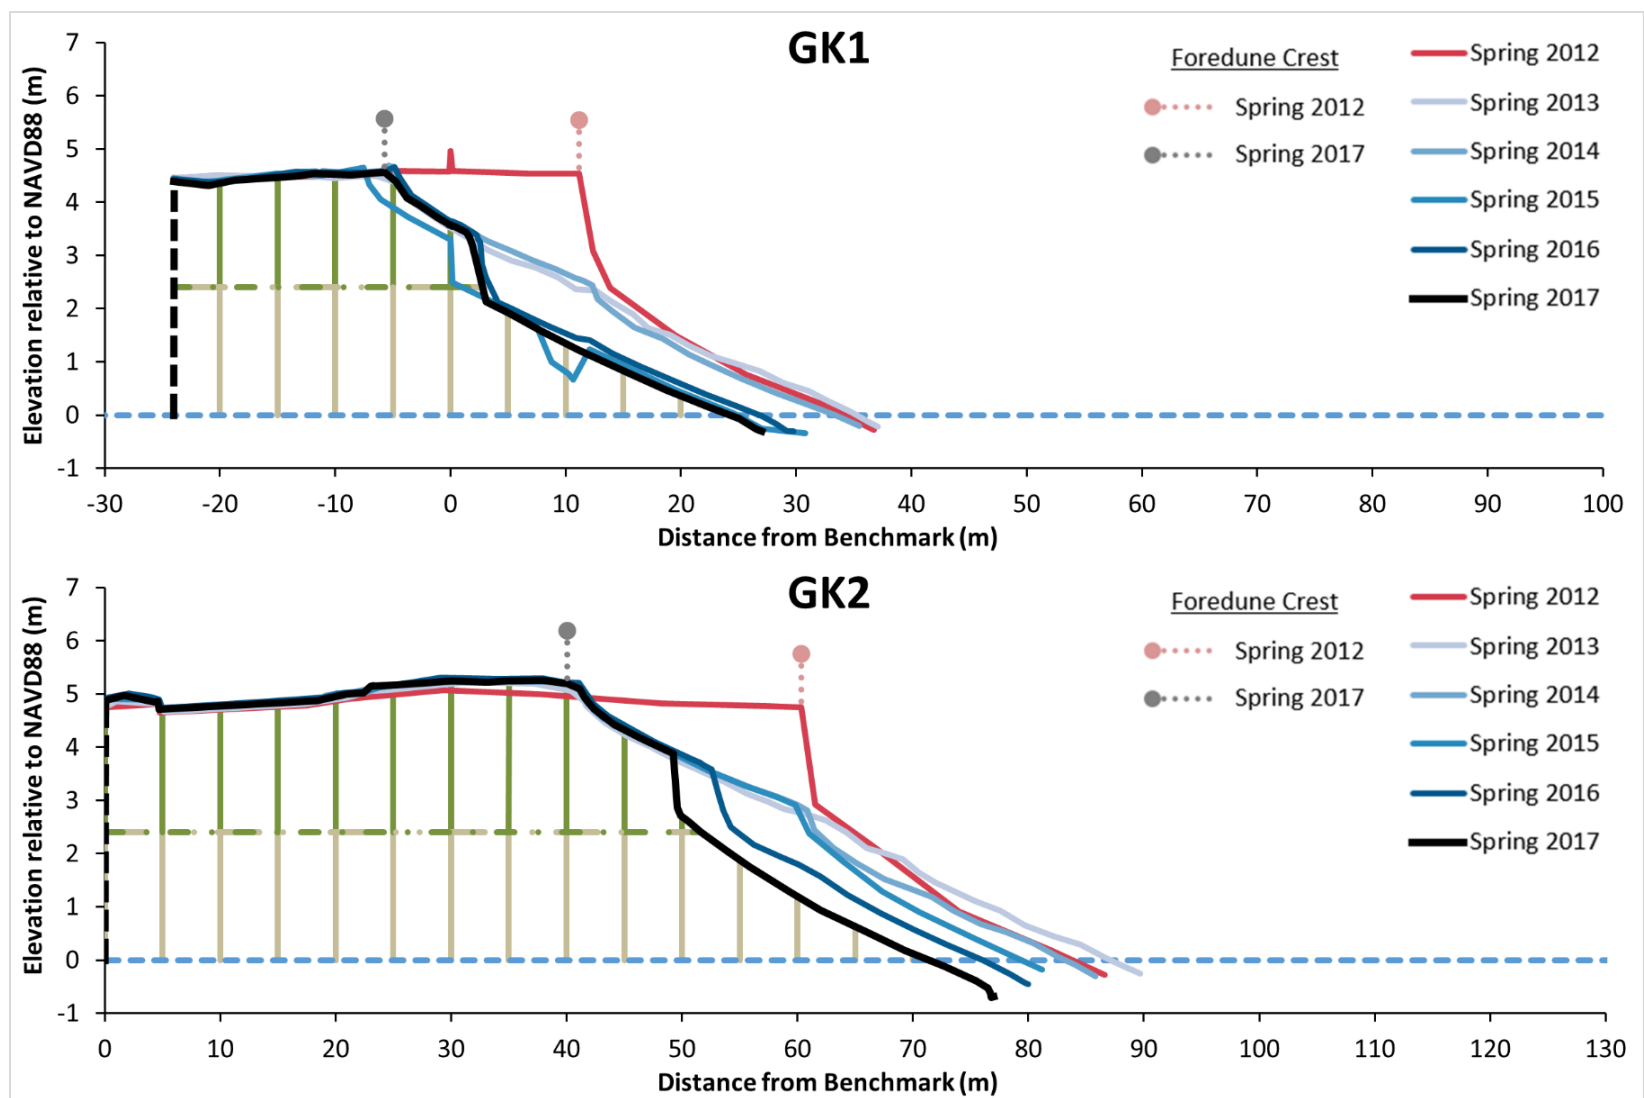 GK1
Elevation relative to NAVD88 (m)
7
6
5
4
3
2
1
0
-1
-30 -20 -10 0 10 20 30 40 50 60 70 80 90 100
Distance from Benchmark (m)
Foredune Crest
Spring 2012
Spring 2017
Spring 2012
Spring 2013
Spring 2014
Spring 2015
Spring 2016
Spring 2017
GK2
Elevation relative to NAVD88 (m)
7
6
5
4
3
2
1
0
-1
0 10 20 30 40 50 60 70 80 90 100 110 120 130
Distance from Benchmark (m)
Foredune Crest
Spring 2012
Spring 2017
Spring 2012
Spring 2013
Spring 2014
Spring 2015
Spring 2016
Spring 2017